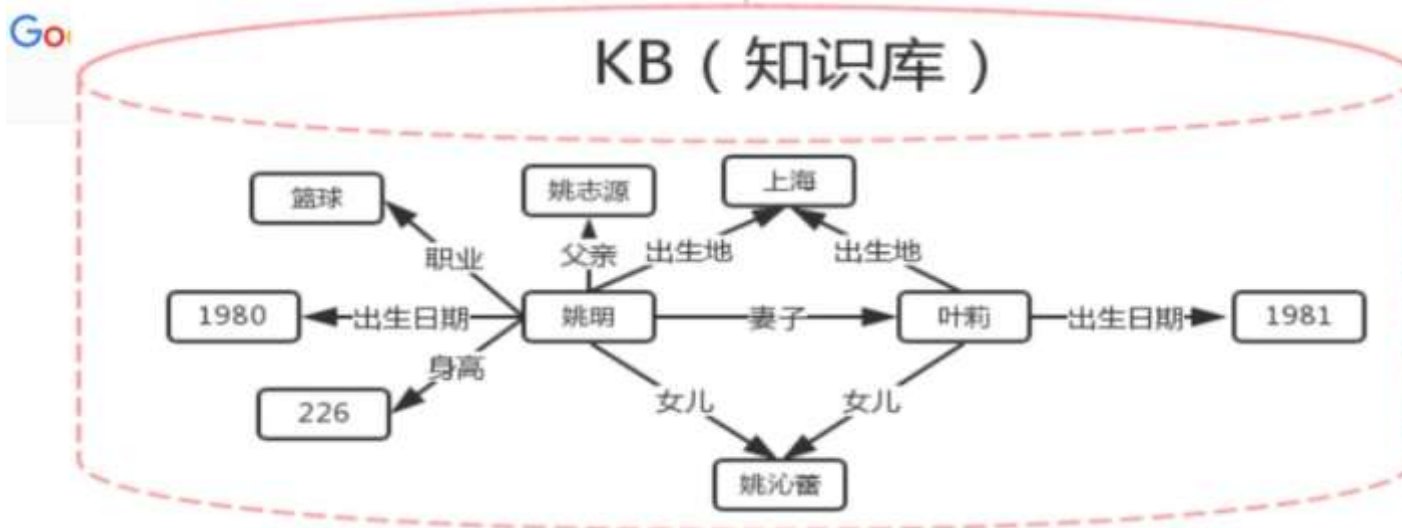 Go
KB（知识库）
篮球
姚志源
上海
职业
父亲
出生地
出生地
1980
出生日期
姚明
妻子
叶莉
出生日期
1981
身高
226
女儿
女儿
姚沁蕾